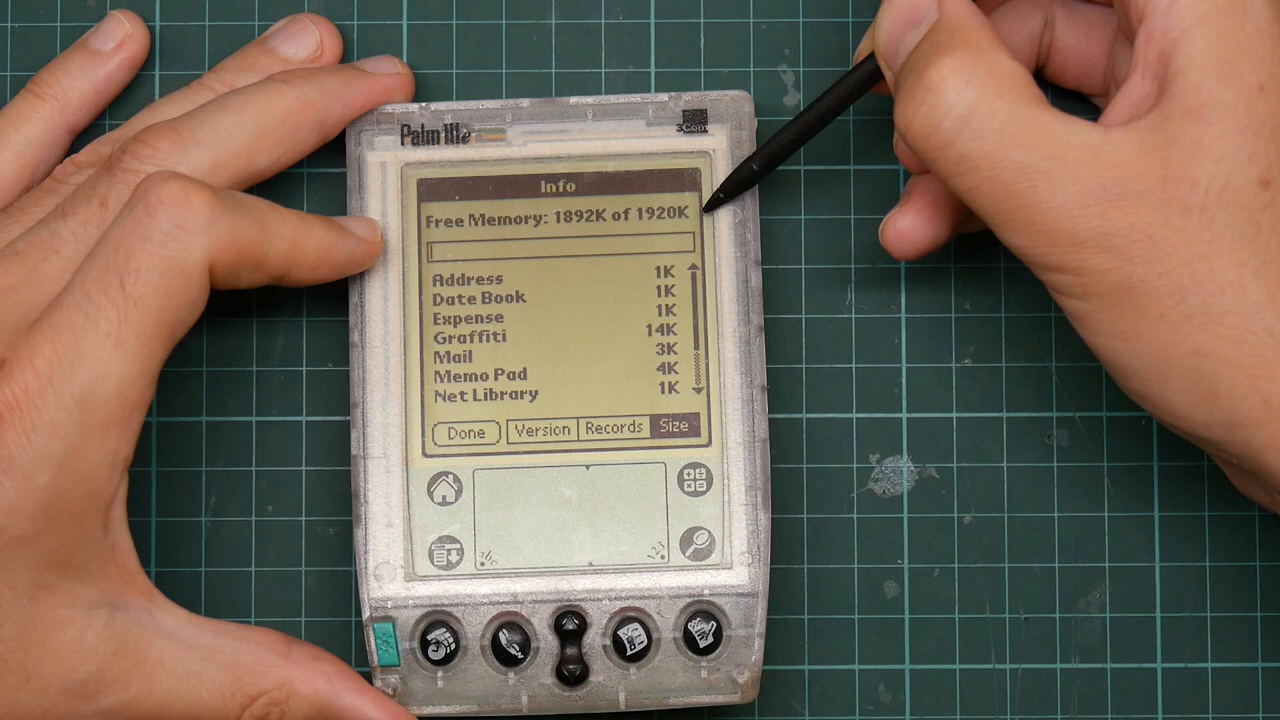 Palm IIIe
3Com
Info
Free Memory: 1892K of 1920K
Address 1K
Date Book 1K
Expense 1K
Graffiti 14K
Mail 3K
Memo Pad 4K
Net Library 1K
Done Version Records Size
123